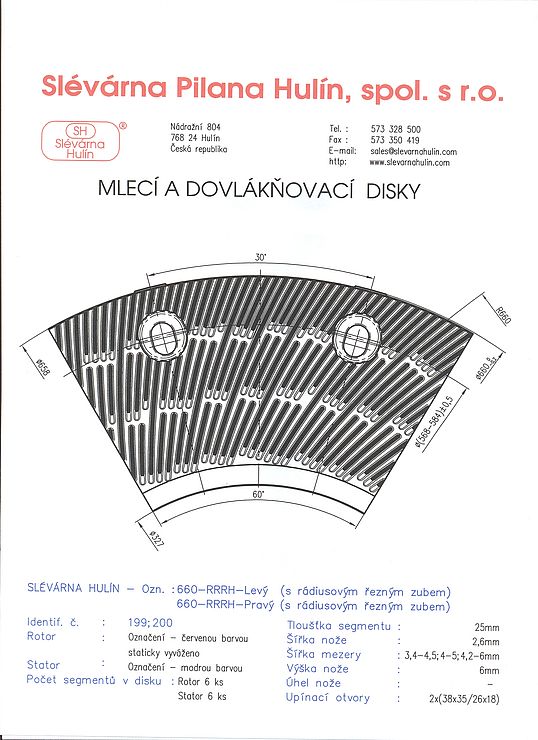 Slévárna Pilana Hulín, spol. s r.o.
SH
Slévárna
Hulín
®
Nádražní 804
768 24 Hulín
Česká republika
Tel. : 573 328 500
Fax : 573 350 419
E-mail: sales@slevarnahulin.com
http: www.slevarnahulin.com
MLECÍ A DOVLÁKŇOVACÍ DISKY
30°
R660
ø658
ø660
ø(568-584)±0,5
60°
ø327
SLÉVÁRNA HULÍN – Ozn. : 660-RRRH-Levý (s rádiusovým řezným zubem)
660-RRRH-Pravý (s rádiusovým řezným zubem)
Identif. č. : 199; 200
Rotor : Označení – červenou barvou
staticky vyváženo
Stator : Označení – modrou barvou
Počet segmentů v disku : Rotor 6 ks
Stator 6 ks
Tloušťka segmentu : 25mm
Šířka nože : 2,6mm
Šířka mezery : 3,4-4,5; 4-5; 4,2-6mm
Výška nože : 6mm
Úhel nože : –
Upínací otvory : 2x(38x35/26x18)